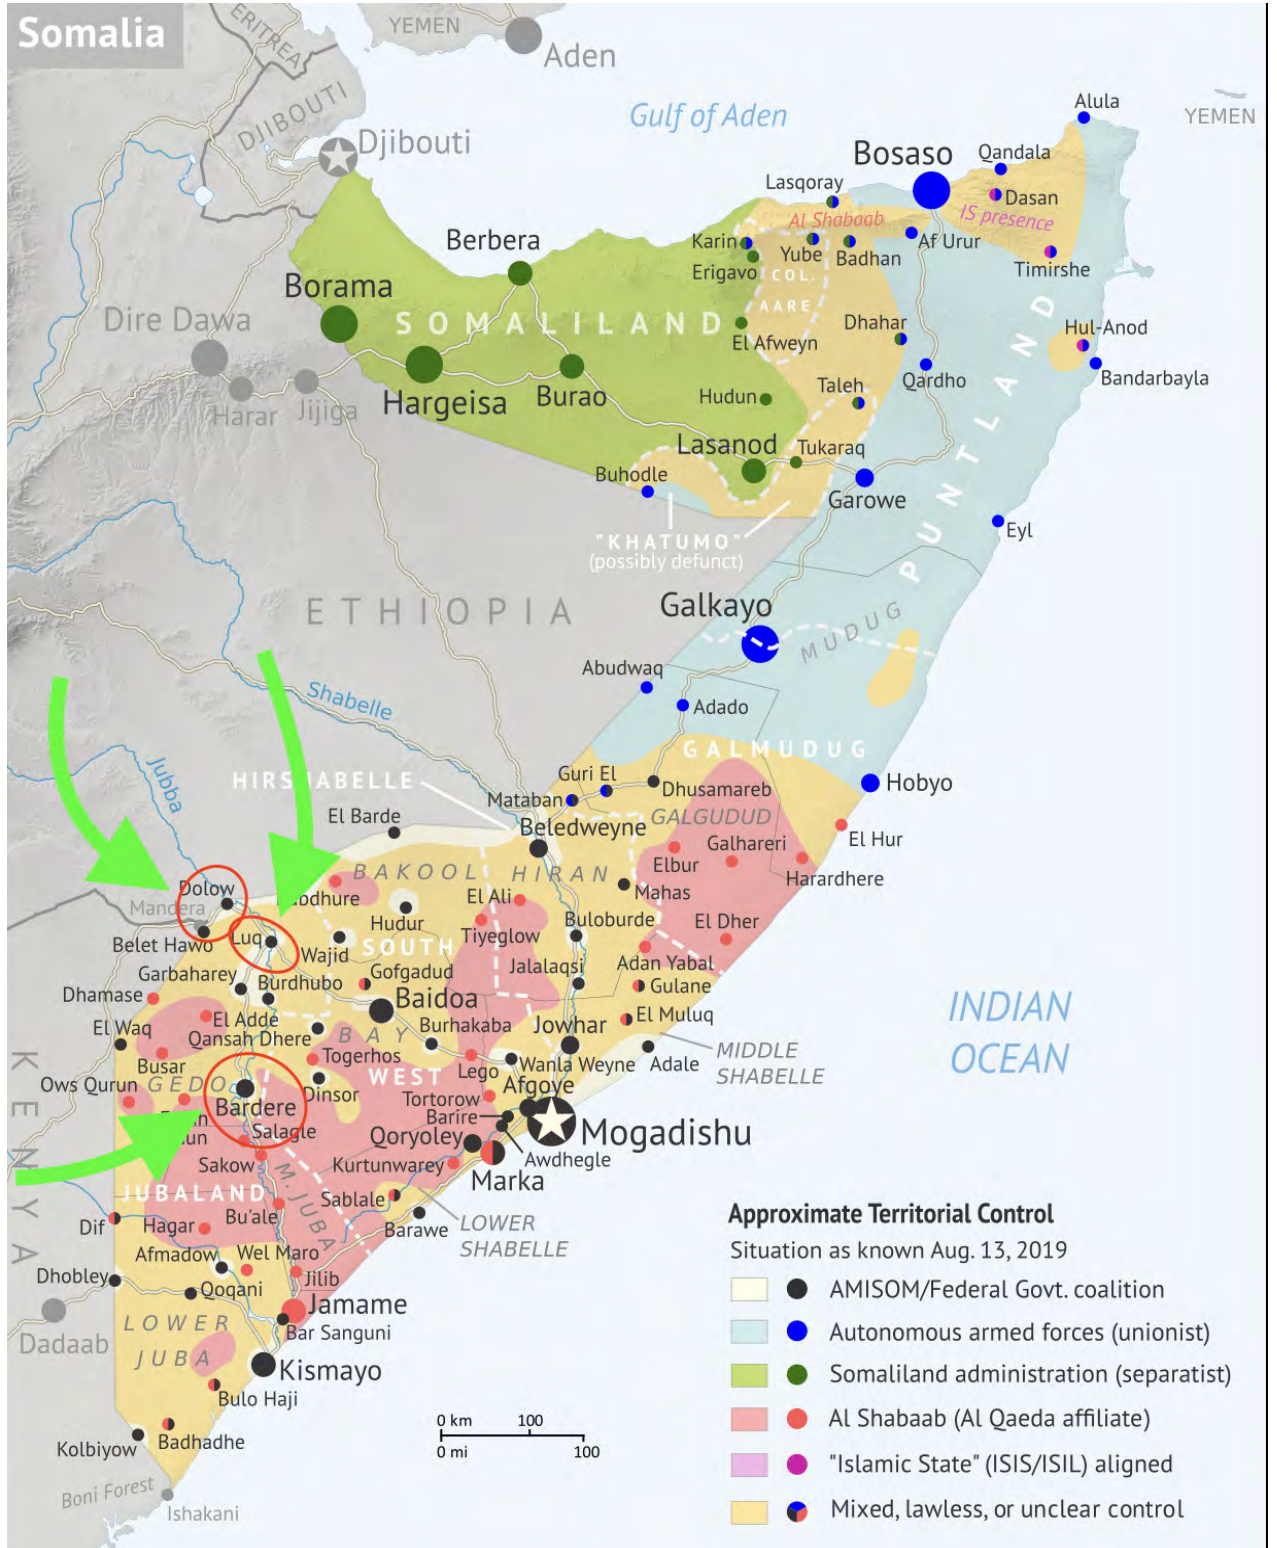 Somalia
ERITREA
YEMEN
Aden
DJIBOUTI
Djibouti
Gulf of Aden
Alula
YEMEN
Bosaso
Qandala
Lasqoray
Dasan
Al Shabaab
IS presence
Berbera
Karin
Yube
Badhan
Af Urur
Erigavo
COL.
AARE
Timirshe
Borama
SOMALILAND
Dire Dawa
El Afweyn
Dhahar
Hul-Anod
Bandarbayla
Harar
Jijiga
Hargeisa
Burao
Hudun
Taleh
Qardho
PUNTLAND
Lasanod
Tukaraq
Buhodle
Garowe
"KHATUMO"
(possibly defunct)
Eyl
ETHIOPIA
Galkayo
MUDUG
Abudwaq
Adado
Shabelle
Jubba
GALMUDUG
HIRSHABELLE
Guri El
Dhusamareb
Hobyo
Mataban
El Barde
Beledweyne
GALGUDUD
El Hur
BAKOOL
HIRAN
Elbur
Galhareri
Harardhere
Dolow
Mandera
El Ali
Mahas
Hudur
Buloburde
El Dher
Belet Hawo
Luq
Wajid
SOUTH
Tiyeglow
Garbaharey
Burdhubo
Gofgadud
Jalalaqsi
Adan Yabal
Gulane
Dhamase
Baidoa
El Waq
El Adde
Qansah Dhere
BAY
Burhakaba
Jowhar
El Muluq
INDIAN
OCEAN
Busar
Togerhos
Lego
Wanla Weyne
Adale
MIDDLE
SHABELLE
Ows Qurun
GEDO
Dinsor
WEST
Afgoye
Bardere
Tortorow
Barire
Mogadishu
Salagle
Qoryoley
Awdhegle
Sakow
Kurtunwarey
Marka
KENYA
JUBALAND
M. JUBA
Sablale
Dif
Hagar
Bu'ale
Barawe
LOWER
SHABELLE
Afmadow
Wel Maro
Dhobley
Qoqani
Jilib
Jamame
Dadaab
LOWER
JUBA
Bar Sanguni
Kismayo
Bulo Haji
Kolbiyow
Badhadhe
Boni Forest
Ishakani
0 km 100
0 mi 100
Approximate Territorial Control
Situation as known Aug. 13, 2019
AMISOM/Federal Govt. coalition
Autonomous armed forces (unionist)
Somaliland administration (separatist)
Al Shabaab (Al Qaeda affiliate)
"Islamic State" (ISIS/ISIL) aligned
Mixed, lawless, or unclear control